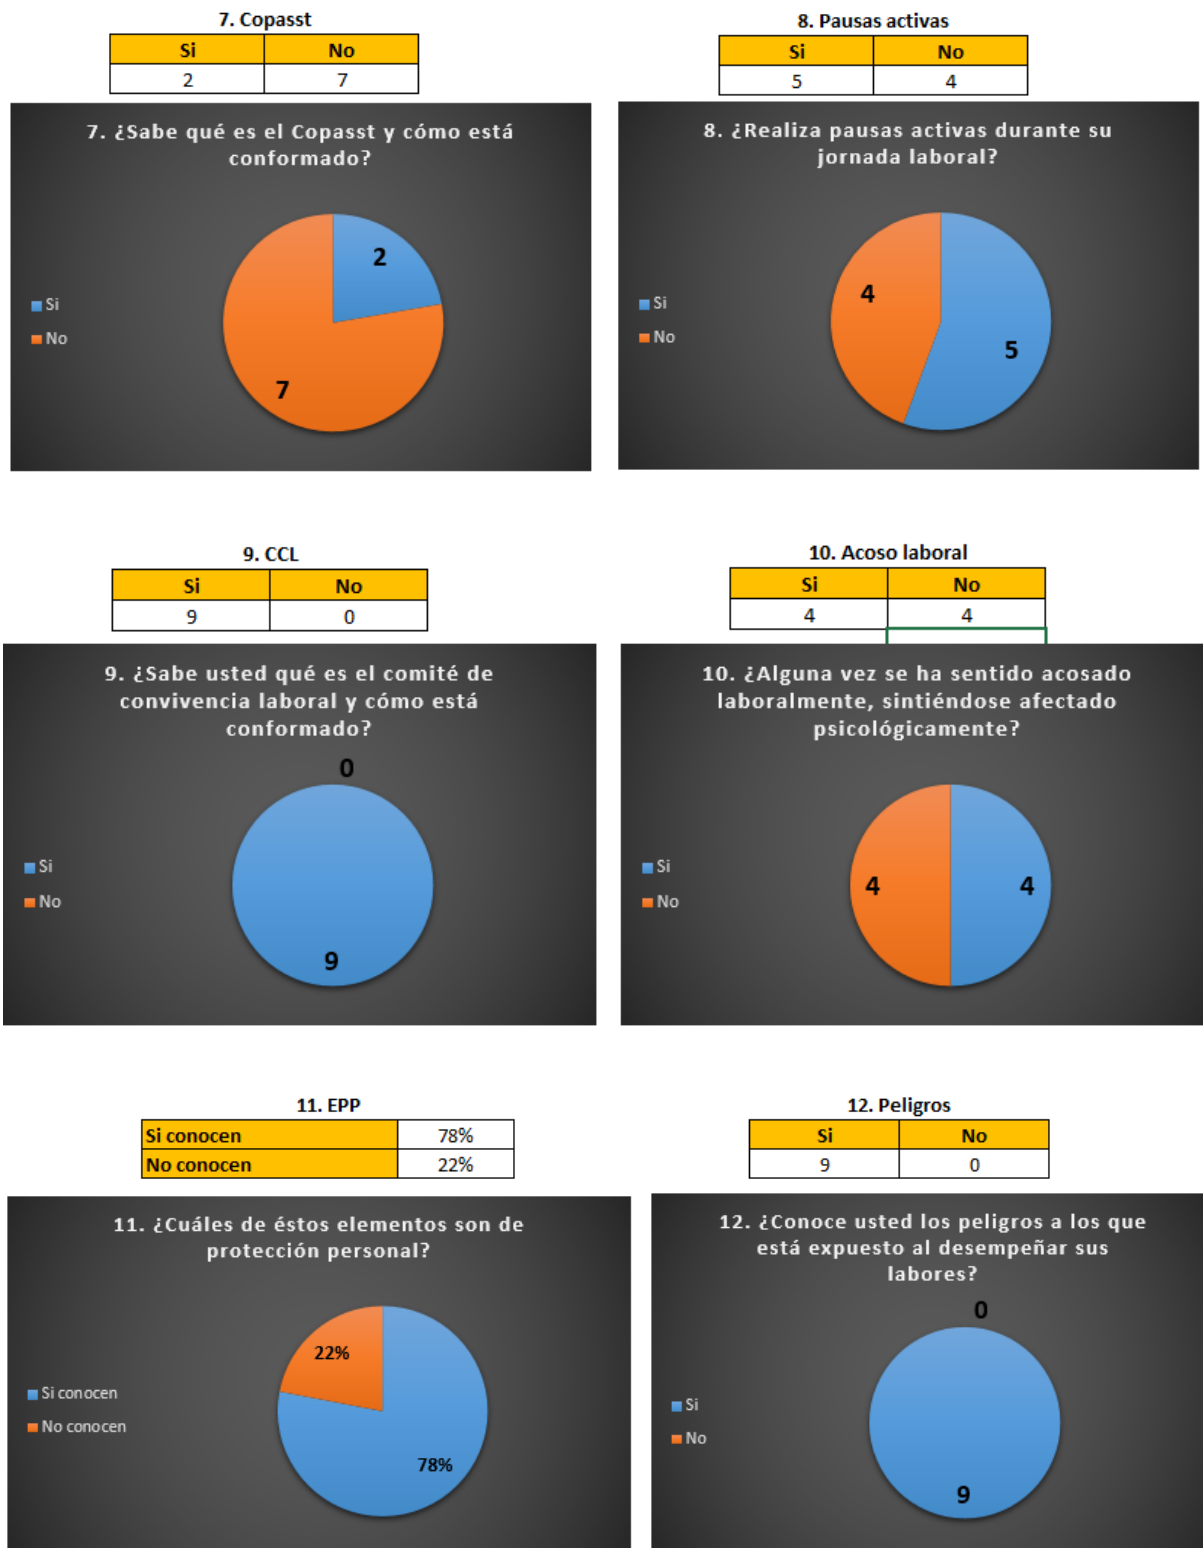 7. Copasst
Si No
2 7
7. ¿Sabe qué es el Copasst y cómo está
conformado?
2
7
Si
No
8. Pausas activas
Si No
5 4
8. ¿Realiza pausas activas durante su
jornada laboral?
4
5
Si
No
9. CCL
Si No
9 0
9. ¿Sabe usted qué es el comité de
convivencia laboral y cómo está
conformado?
0
9
Si
No
10. Acoso laboral
Si No
4 4
10. ¿Alguna vez se ha sentido acosado
laboralmente, sintiéndose afectado
psicológicamente?
4 4
Si
No
11. EPP
Si conocen 78%
No conocen 22%
11. ¿Cuáles de éstos elementos son de
protección personal?
22%
78%
Si conocen
No conocen
12. Peligros
Si No
9 0
12. ¿Conoce usted los peligros a los que
está expuesto al desempeñar sus
labores?
0
9
Si
No